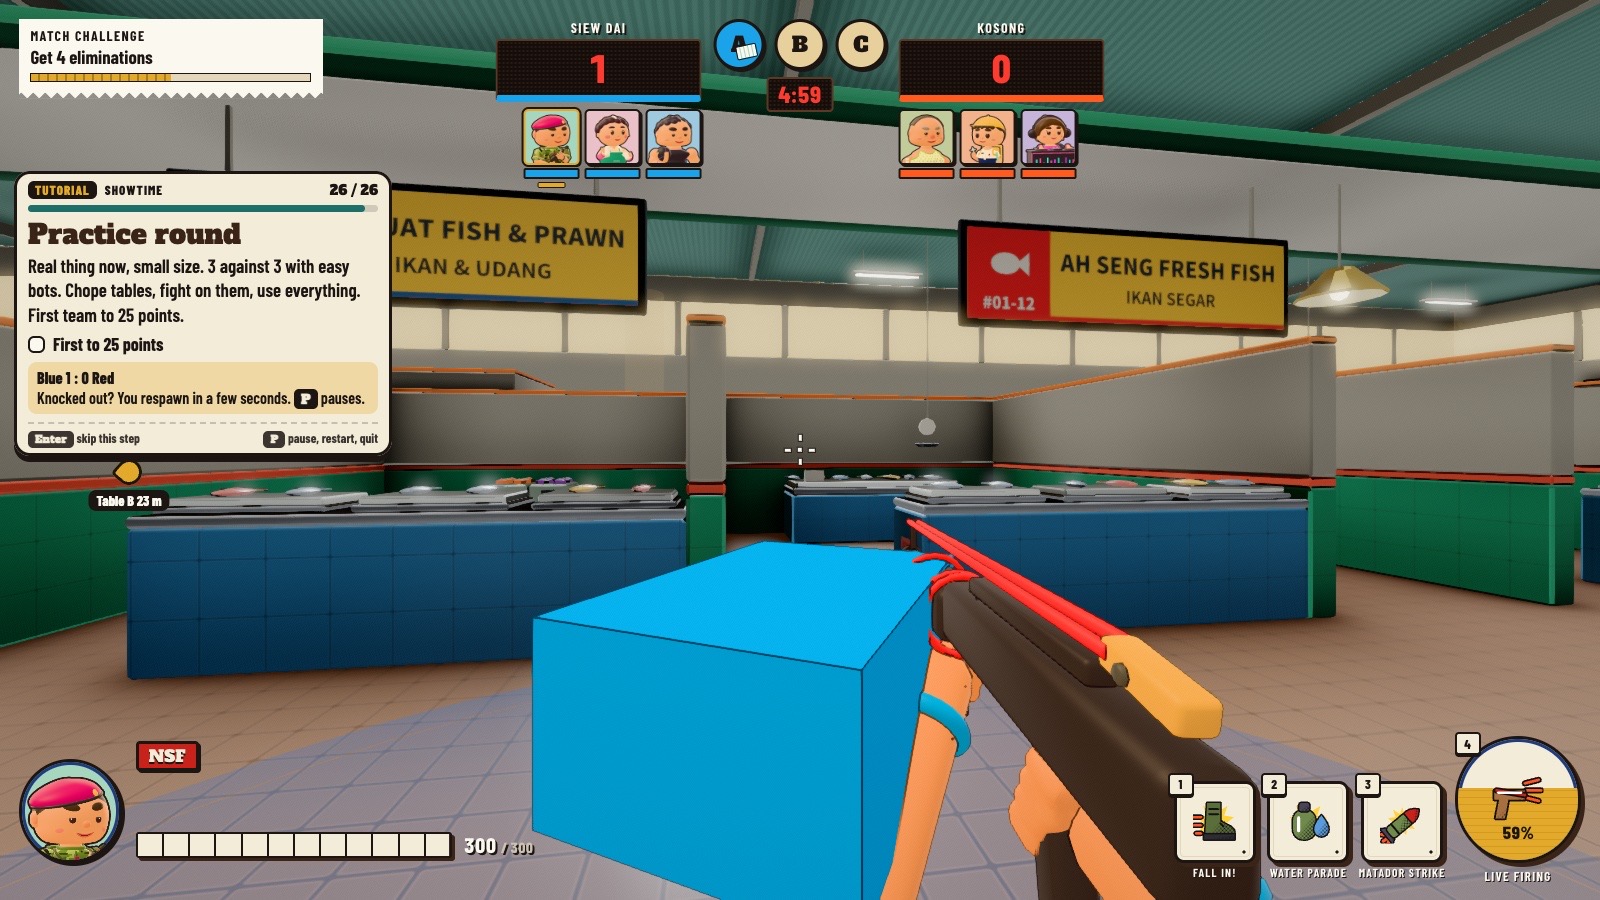 MATCH CHALLENGE
Get 4 eliminations
SIEW DAI
1
A
B
C
4:59
KOSONG
0
TUTORIAL SHOWTIME 26 / 26
Practice round
Real thing now, small size. 3 against 3 with easy
bots. Chope tables, fight on them, use everything.
First team to 25 points.
First to 25 points
Blue 1 : 0 Red
Knocked out? You respawn in a few seconds. P pauses.
Enter skip this step
P pause, restart, quit
UAT FISH & PRAWN
IKAN & UDANG
#01-12
AH SENG FRESH FISH
IKAN SEGAR
Table B 23 m
NSF
300 / 300
1
FALL IN!
2
WATER PARADE
3
MATADOR STRIKE
4
59%
LIVE FIRING